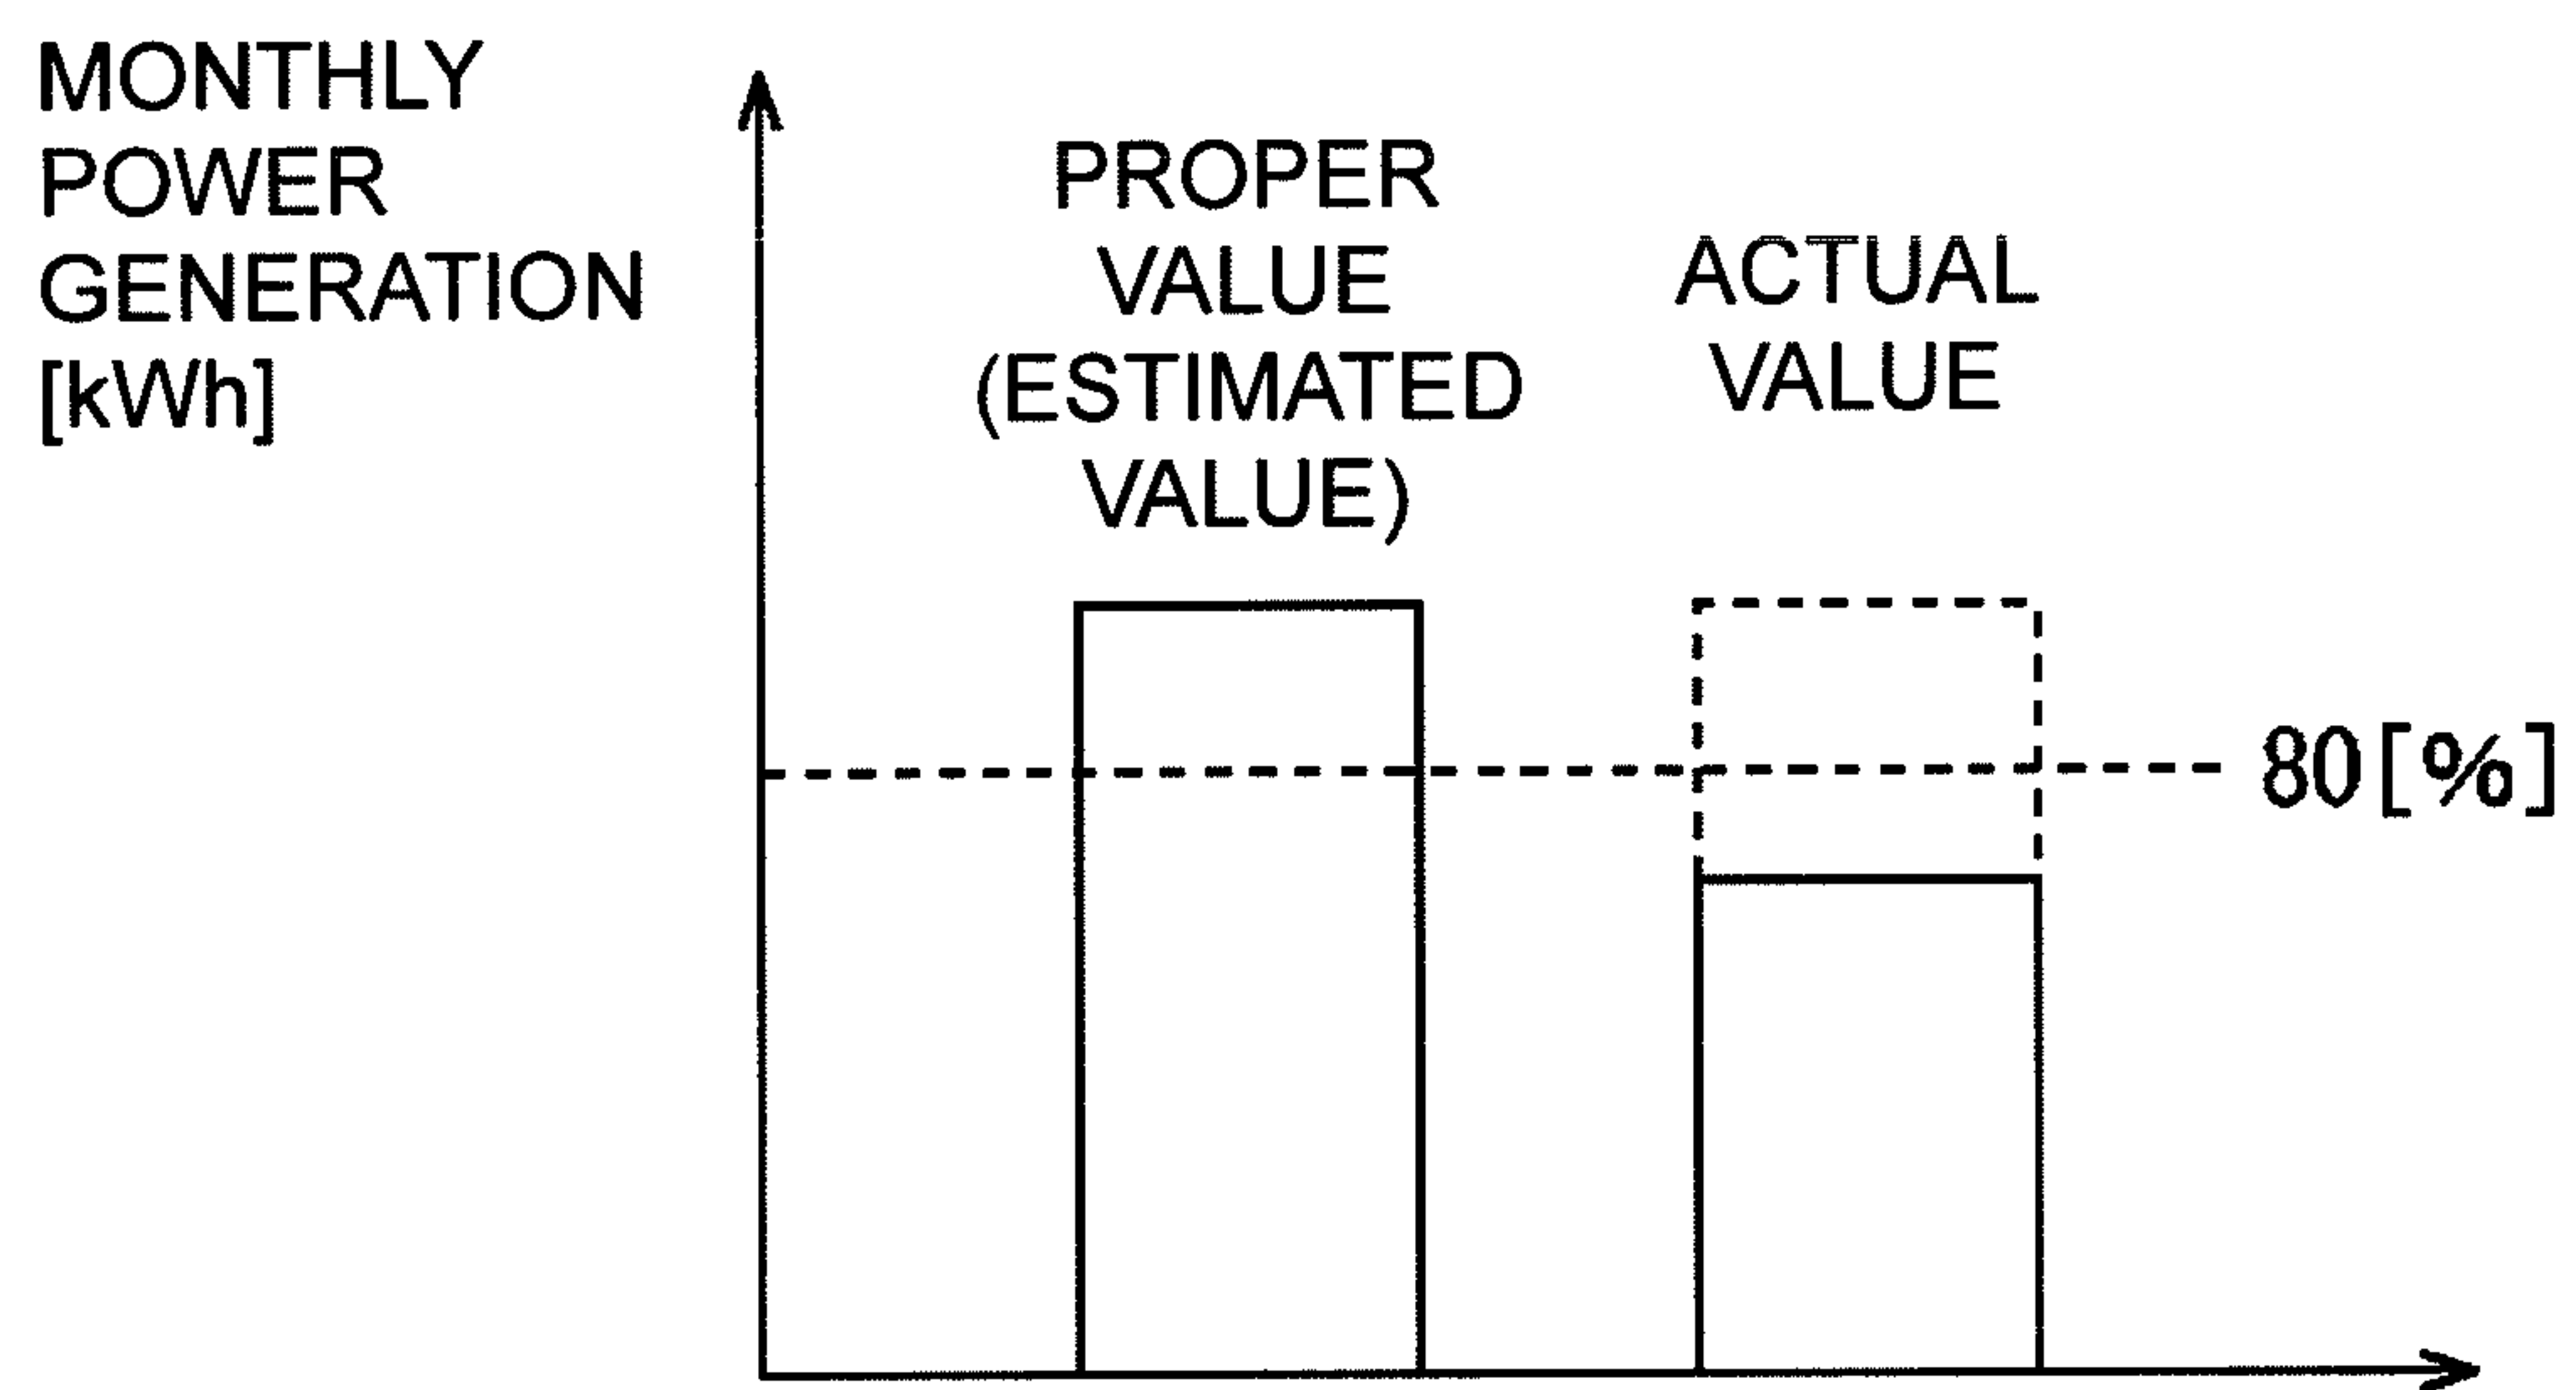 MONTHLY
POWER
GENERATION
[kWh]
PROPER
VALUE
(ESTIMATED
VALUE)
ACTUAL
VALUE
80[%]